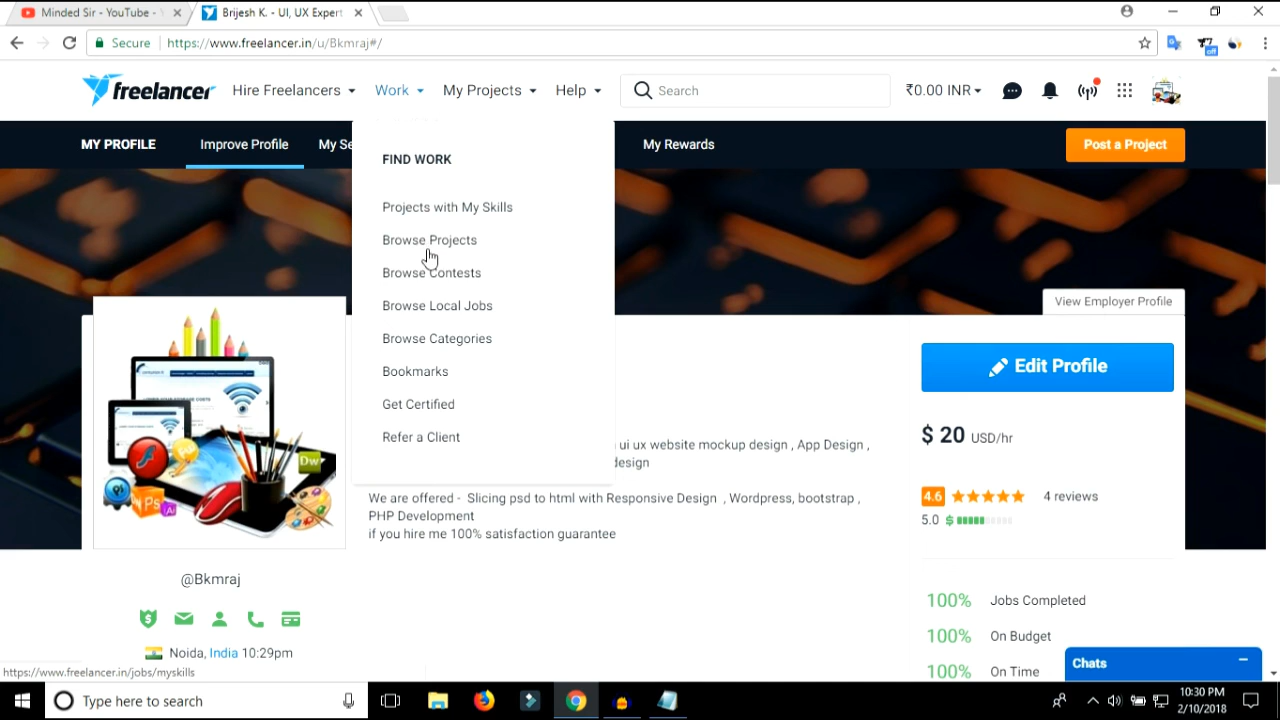 Minded Sir - YouTube -
Brijesh K. - UI, UX Expert
Secure
https://www.freelancer.in/u/Bkmraj#/
off
freelancer
Hire Freelancers
Work
My Projects
Help
Search
₹0.00 INR
MY PROFILE
Improve Profile
My Se
My Rewards
Post a Project
FIND WORK
Projects with My Skills
Browse Projects
Browse Contests
Browse Local Jobs
Browse Categories
Bookmarks
Get Certified
Refer a Client
View Employer Profile
Edit Profile
$ 20 USD/hr
ui ux website mockup design , App Design ,
design
We are offered - Slicing psd to html with Responsive Design , Wordpress, bootstrap ,
PHP Development
if you hire me 100% satisfaction guarantee
4.6
4 reviews
5.0 $
Dw
Ps
Ai
@Bkmraj
100% Jobs Completed
100% On Budget
100% On Time
Noida, India 10:29pm
https://www.freelancer.in/jobs/myskills
Chats
Type here to search
10:30 PM
2/10/2018